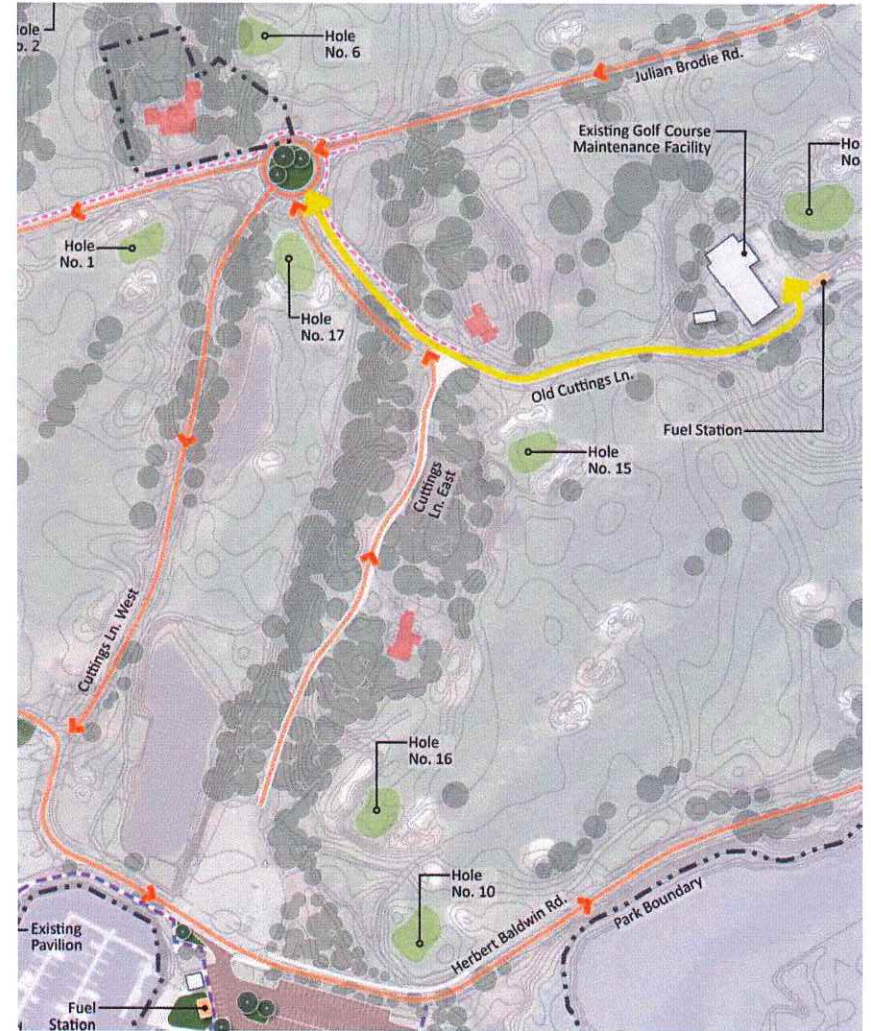 Hole
No. 6
Julian Brodie Rd.
Existing Golf Course
Maintenance Facility
Hole
No. 1
Hole
No. 17
Old Cuttings Ln.
Fuel Station
Hole
No. 15
Cuttings
Ln. East
Cuttings Ln. West
Hole
No. 16
Hole
No. 10
Herbert Baldwin Rd.
Park Boundary
Existing
Pavilion
Fuel
Station